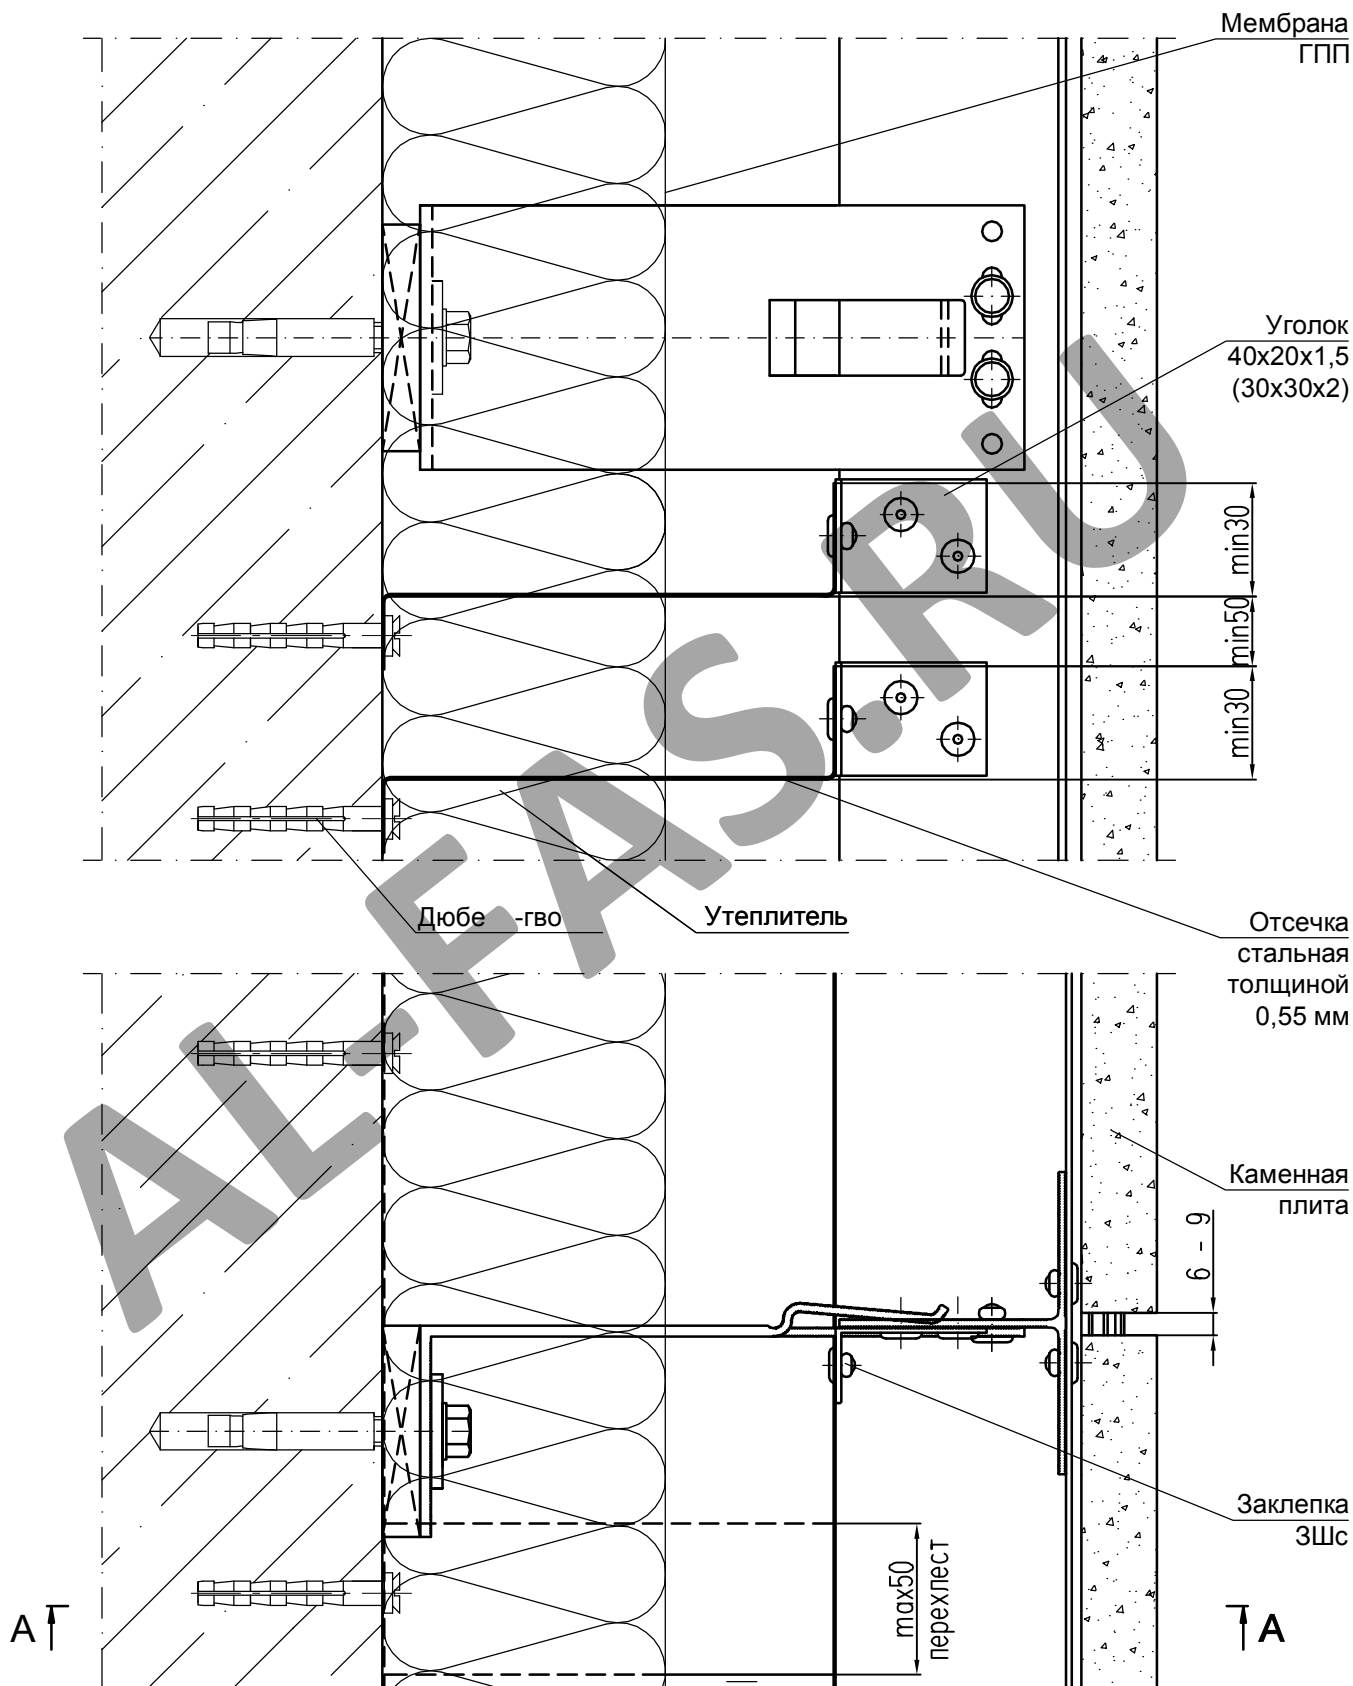 Мембрана
ГПП
Уголок
40х20х1,5
(30х30х2)
min30
min50
min30
Дюбе -гво
Утеплитель
Отсечка
стальная
толщиной
0,55 мм
Каменная
плита
6 - 9
Заклепка
ЗШс
max50
перехлест
А
А
AL-FAS.RU